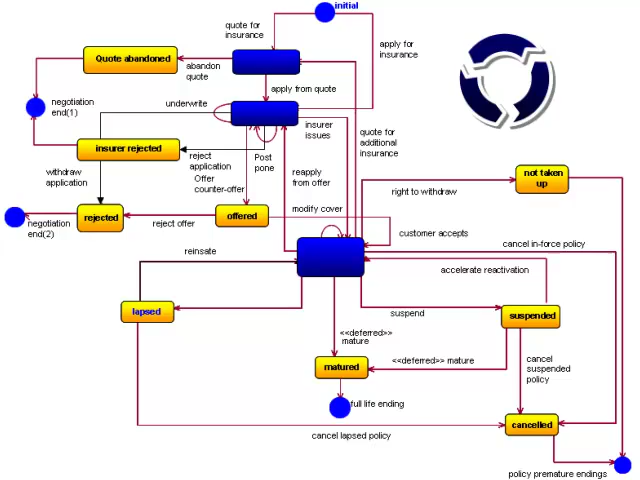 initial
quote for
insurance
apply for
insurance
Quote abandoned
abandon
quote
apply from quote
negotiation
end(1)
underwrite
insurer
issues
quote for
additional
insurance
insurer rejected
reject
application
Post
pone
withdraw
application
Offer
counter-offer
reapply
from offer
not taken
up
right to withdraw
modify cover
rejected
offered
negotiation
end(2)
reject offer
customer accepts
cancel in-force policy
reinsate
accelerate reactivation
lapsed
suspend
suspended
<<deferred>>
mature
matured
<<deferred>> mature
cancel
suspended
policy
full life ending
cancelled
cancel lapsed policy
policy premature endings